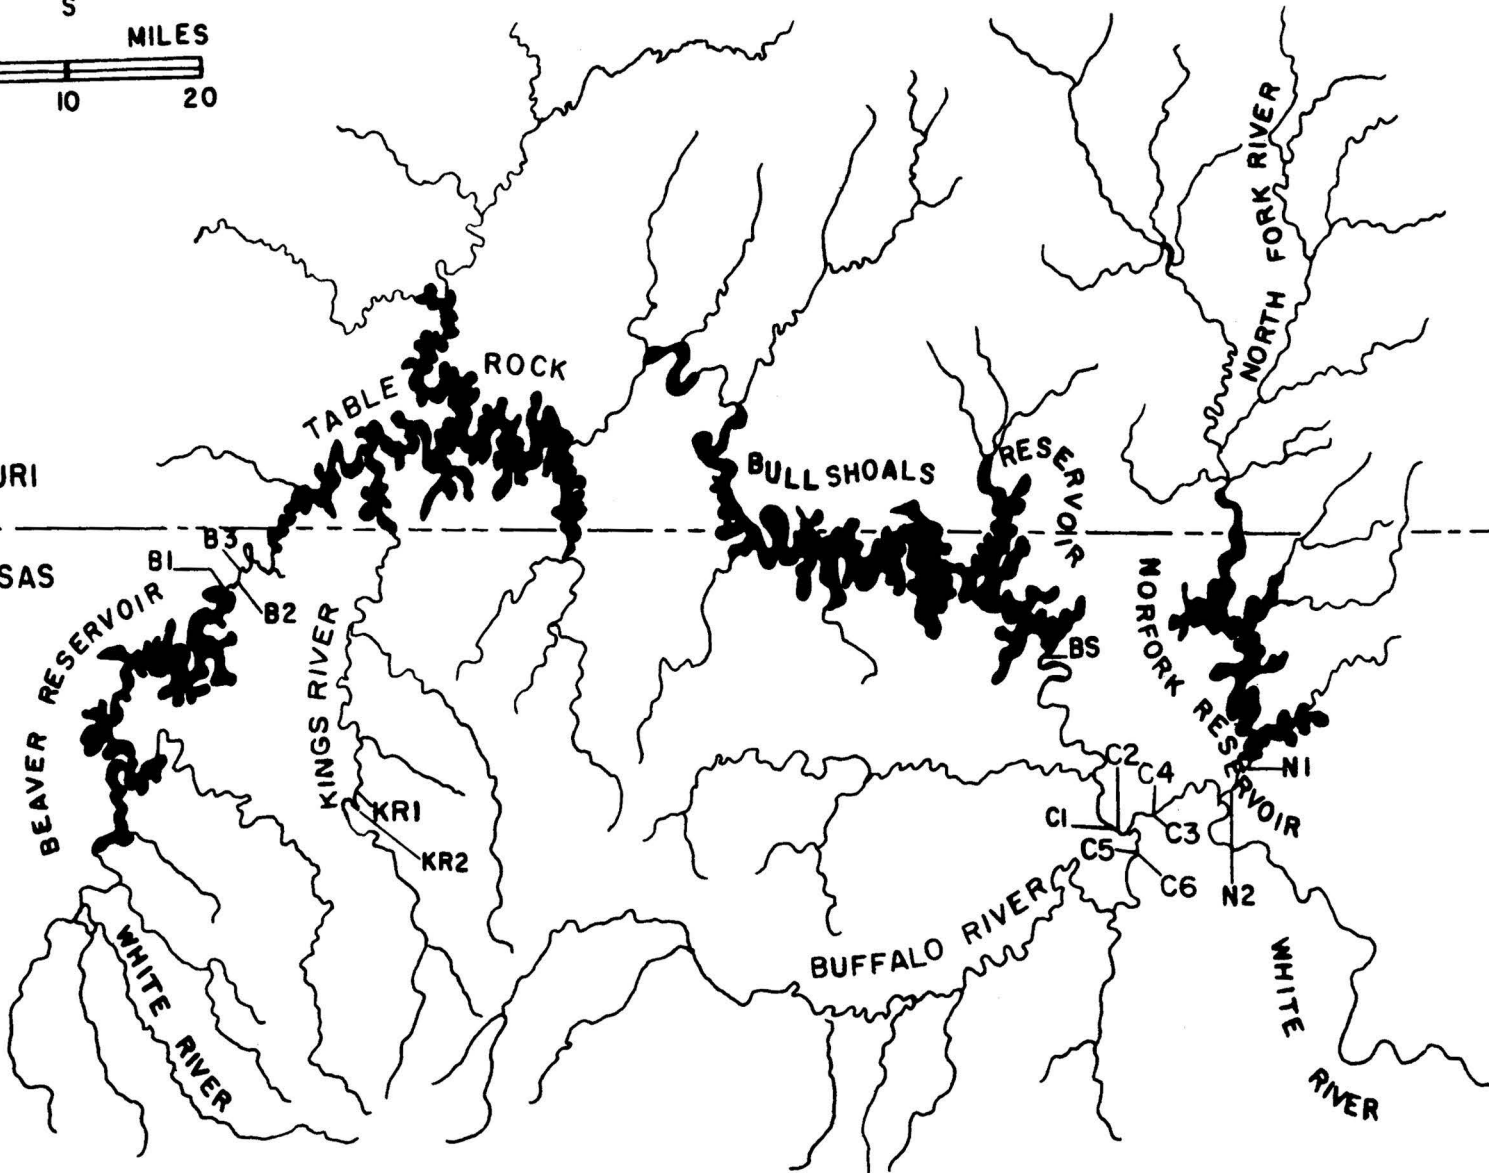 S
MILES
10 20
NORTH FORK RIVER
TABLE ROCK
BULL SHOALS RESERVOIR
URI
SAS
B3
B1
B2
BEAVER RESERVOIR
KINGS RIVER
NORFORK RESERVOIR
BS
C2
C4
N1
KR1
C1
C3
C5
KR2
C6
N2
BUFFALO RIVER
WHITE RIVER
WHITE RIVER